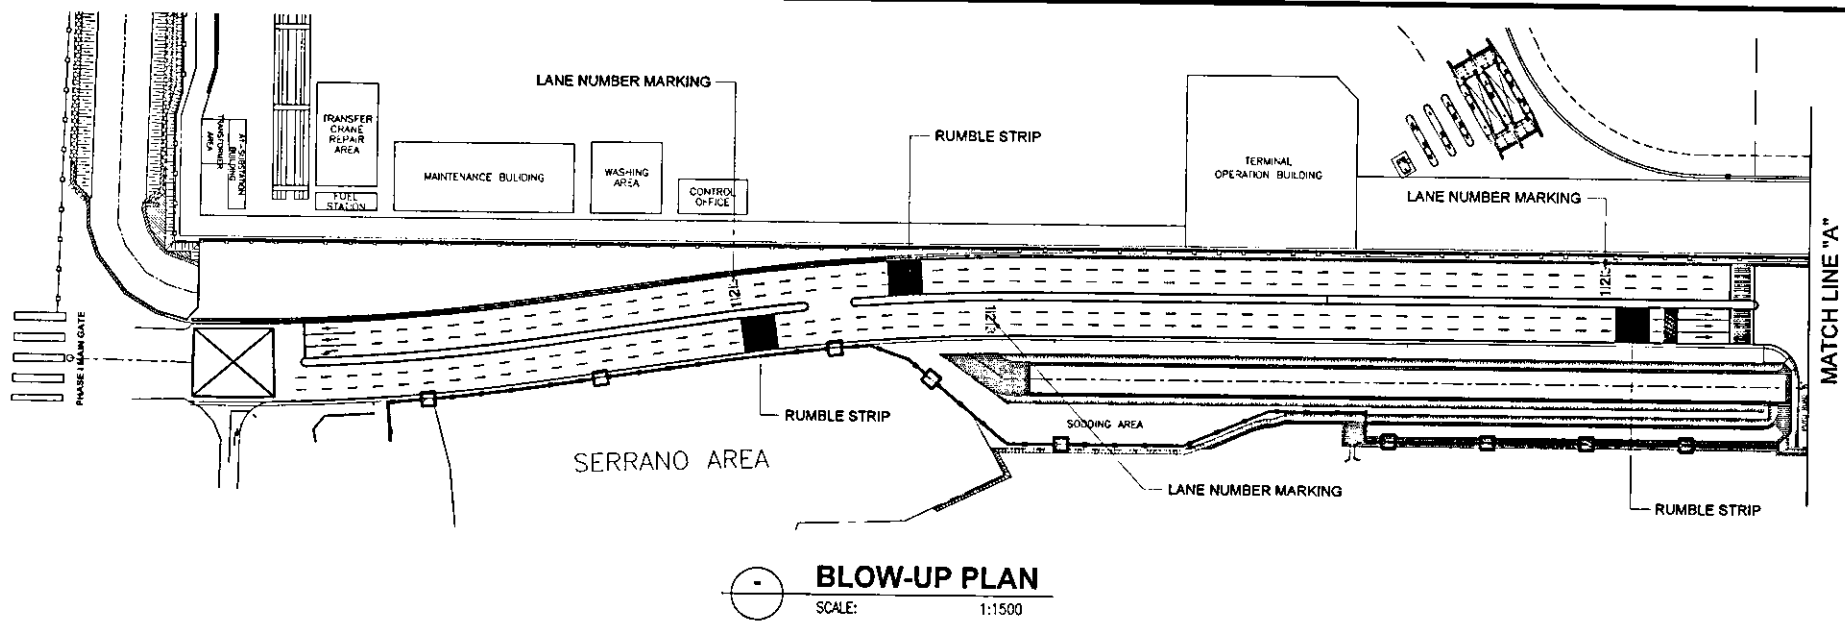 LANE NUMBER MARKING
RUMBLE STRIP
TRANSFER
CRANE
REPAIR
AREA
TRANSFORMER
AREA
AT-SUBSTATION
BUILDING
FUEL
STATION
MAINTENANCE BUILDING
WASHING
AREA
CONTROL
OFFICE
TERMINAL
OPERATION BUILDING
LANE NUMBER MARKING
MATCH LINE "A"
PHASE I MAIN GATE
RUMBLE STRIP
SODDING AREA
SERRANO AREA
LANE NUMBER MARKING
RUMBLE STRIP
-
BLOW-UP PLAN
SCALE: 1:1500